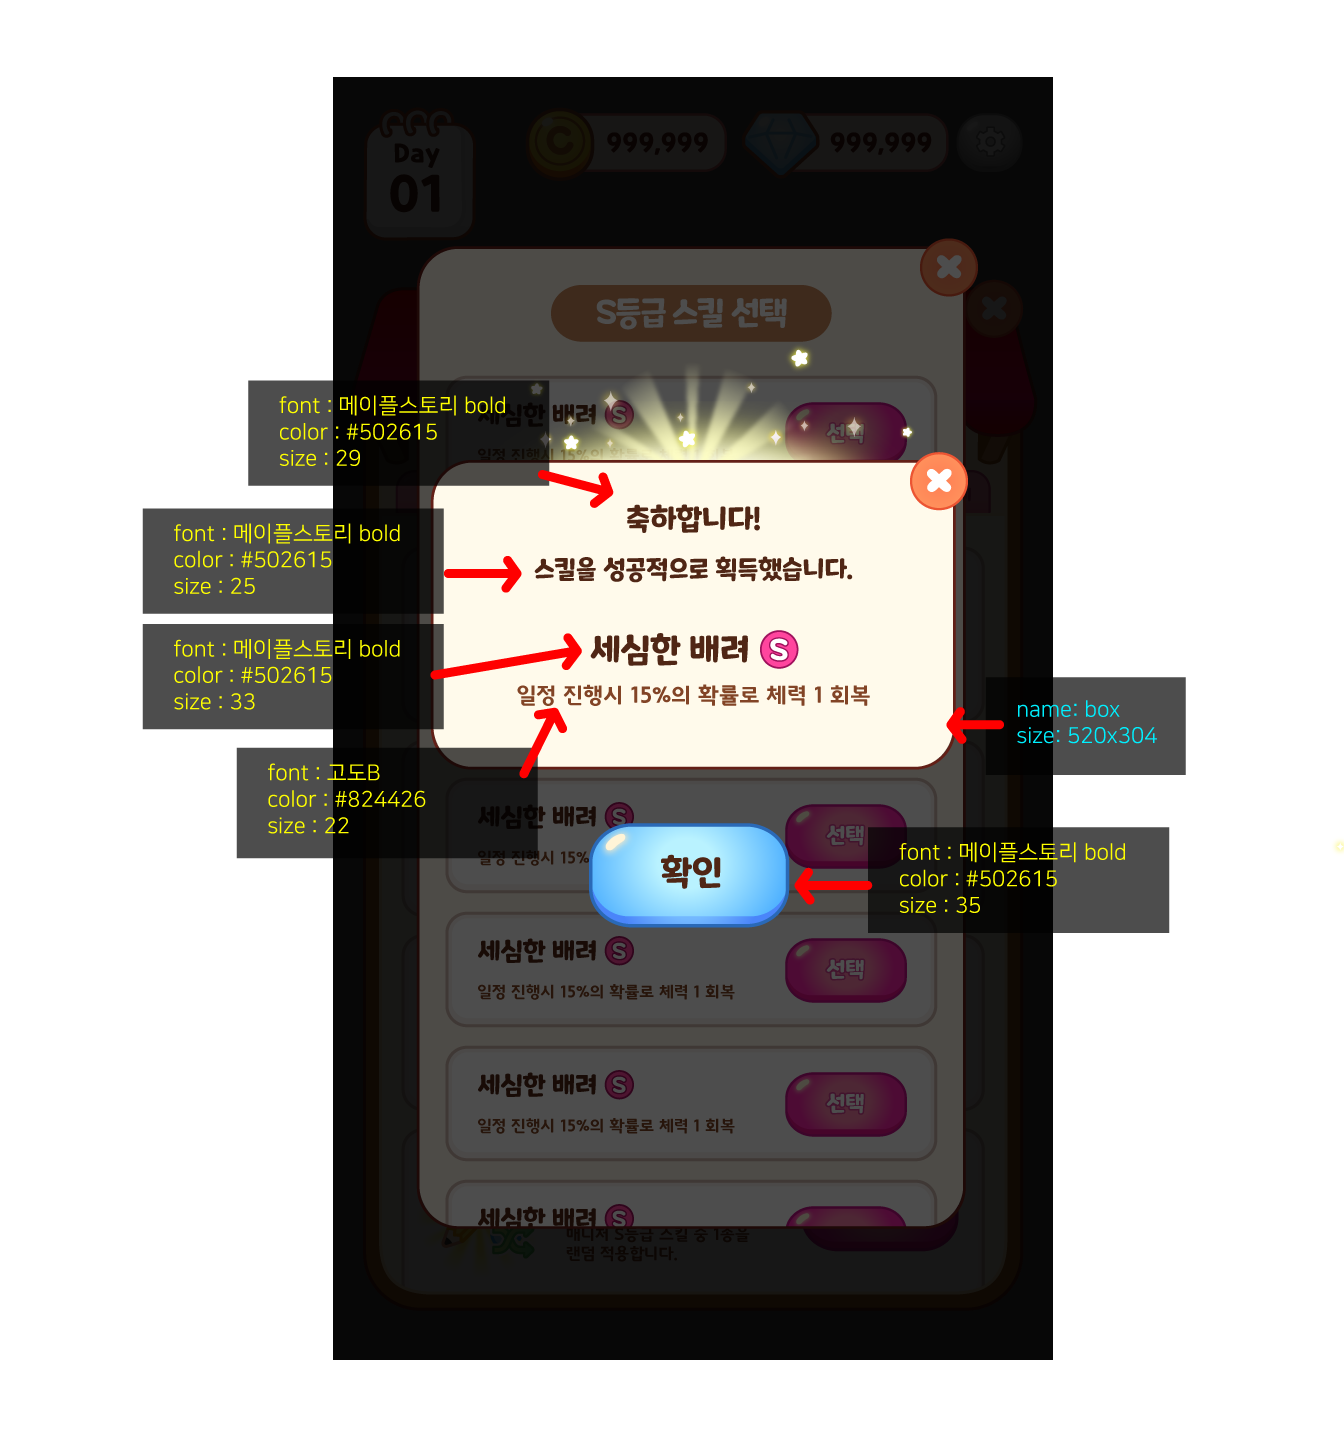 Day
01
999,999
999,999
S등급 스킬 선택
font : 메이플스토리 bold
color : #502615
size : 29
세심한 배려 S
선택
일정 진행시 15%의 확률
축하합니다!
font : 메이플스토리 bold
color : #502615
size : 25
스킬을 성공적으로 획득했습니다.
font : 메이플스토리 bold
color : #502615
size : 33
세심한 배려 S
일정 진행시 15%의 확률로 체력 1 회복
name: box
size: 520x304
font : 고도B
color : #824426
size : 22
세심한 배려 S
선택
일정 진행시 15%
확인
font : 메이플스토리 bold
color : #502615
size : 35
세심한 배려 S
선택
일정 진행시 15%의 확률로 체력 1 회복
세심한 배려 S
선택
일정 진행시 15%의 확률로 체력 1 회복
세심한 배려 S
매니저 S등급 스킬 중 1종을
랜덤 적용합니다.